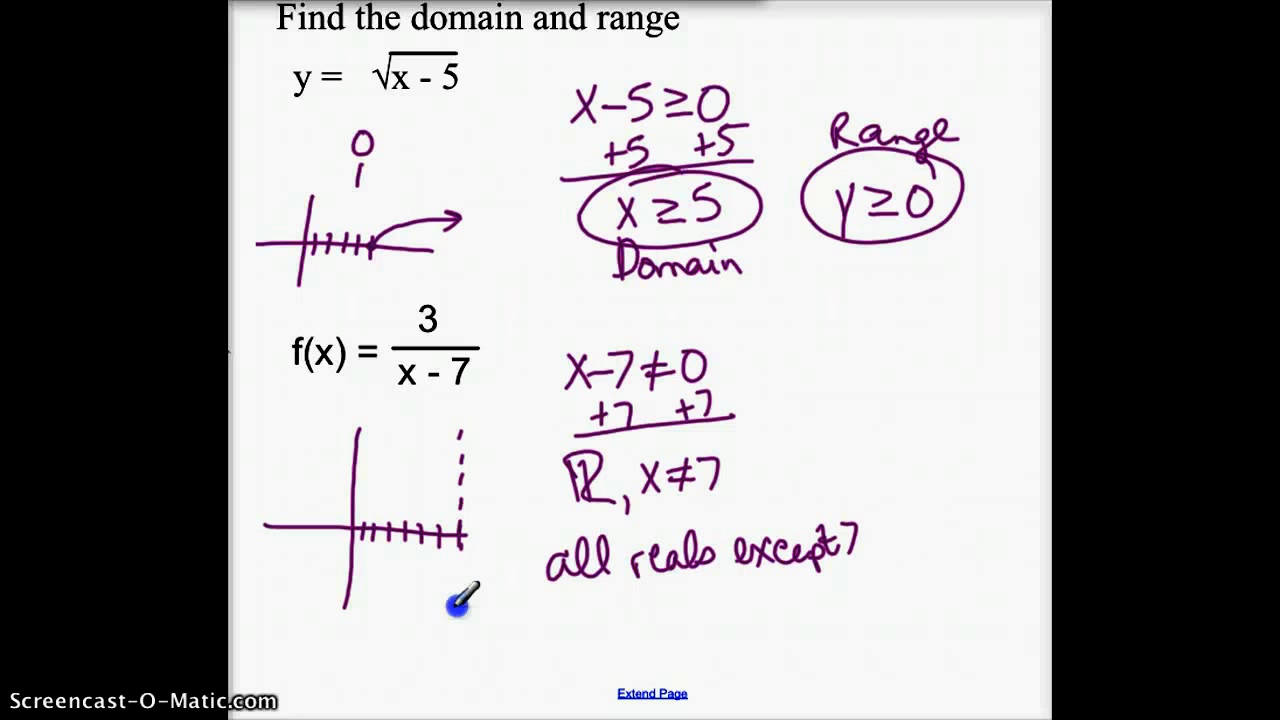 Find the domain and range
y = √x - 5
x-5≥0
+5 +5
x ≥ 5
Domain
Range
y ≥ 0
0
f(x) = 3
x - 7
x-7≠0
+7 +7
ℝ, x≠7
all reals except 7
Extend Page
Screencast-O-Matic.com